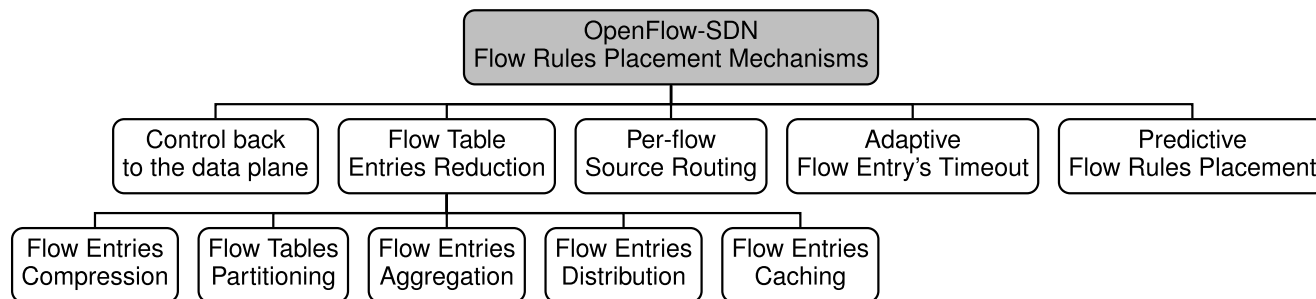 OpenFlow-SDN
Flow Rules Placement Mechanisms
Control back
to the data plane
Flow Table
Entries Reduction
Per-flow
Source Routing
Adaptive
Flow Entry's Timeout
Predictive
Flow Rules Placement
Flow Entries
Compression
Flow Tables
Partitioning
Flow Entries
Aggregation
Flow Entries
Distribution
Flow Entries
Caching